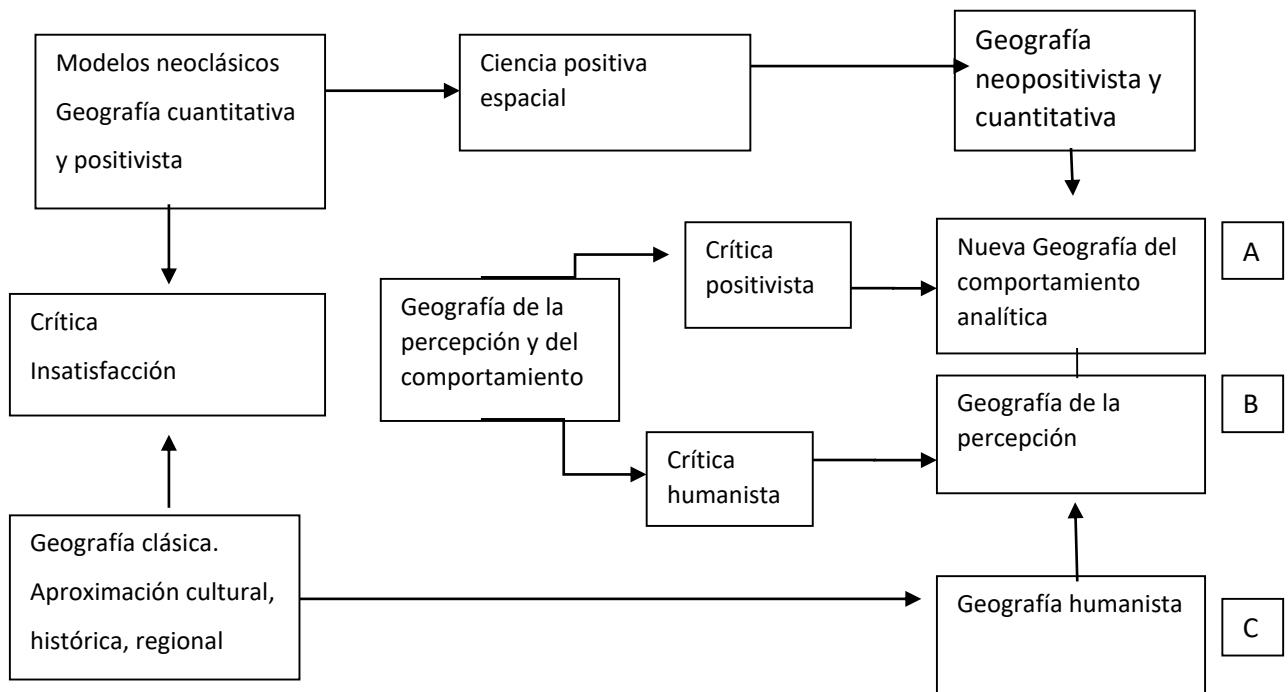 Modelos neoclásicos
Geografía cuantitativa
y positivista
Ciencia positiva
espacial
Geografía
neopositivista y
cuantitativa
Crítica
Insatisfacción
Geografía de la
percepción y del
comportamiento
Crítica
positivista
Nueva Geografía del
comportamiento
analítica
A
Crítica
humanista
Geografía de la
percepción
B
Geografía clásica.
Aproximación cultural,
histórica, regional
Geografía humanista
C